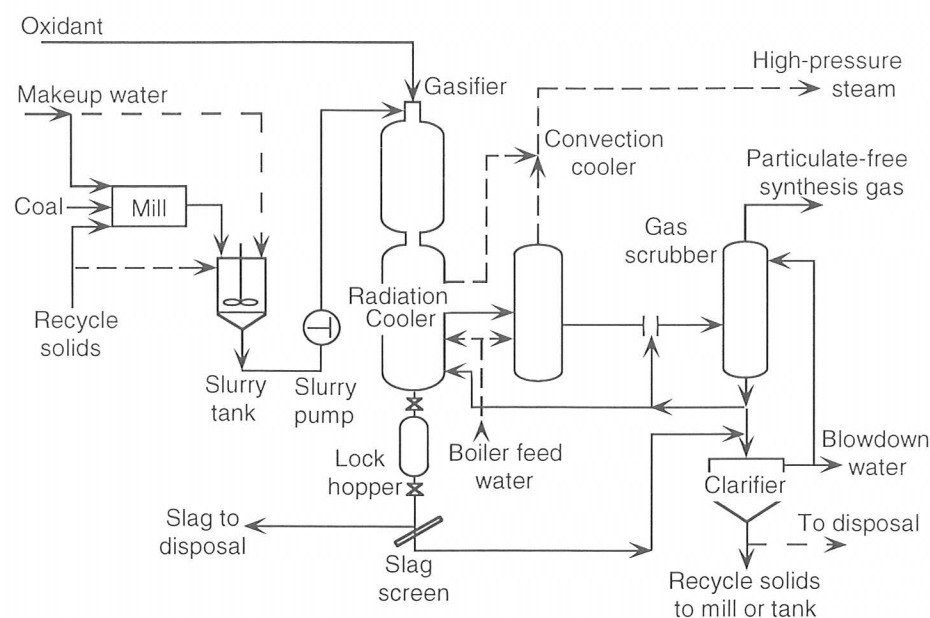 Oxidant
Gasifier
High-pressure
steam
Makeup water
Convection
cooler
Particulate-free
synthesis gas
Coal
Mill
Gas
scrubber
Radiation
Cooler
Recycle
solids
Slurry
tank
Slurry
pump
Lock
hopper
Boiler feed
water
Blowdown
water
Clarifier
Slag to
disposal
To disposal
Slag
screen
Recycle solids
to mill or tank